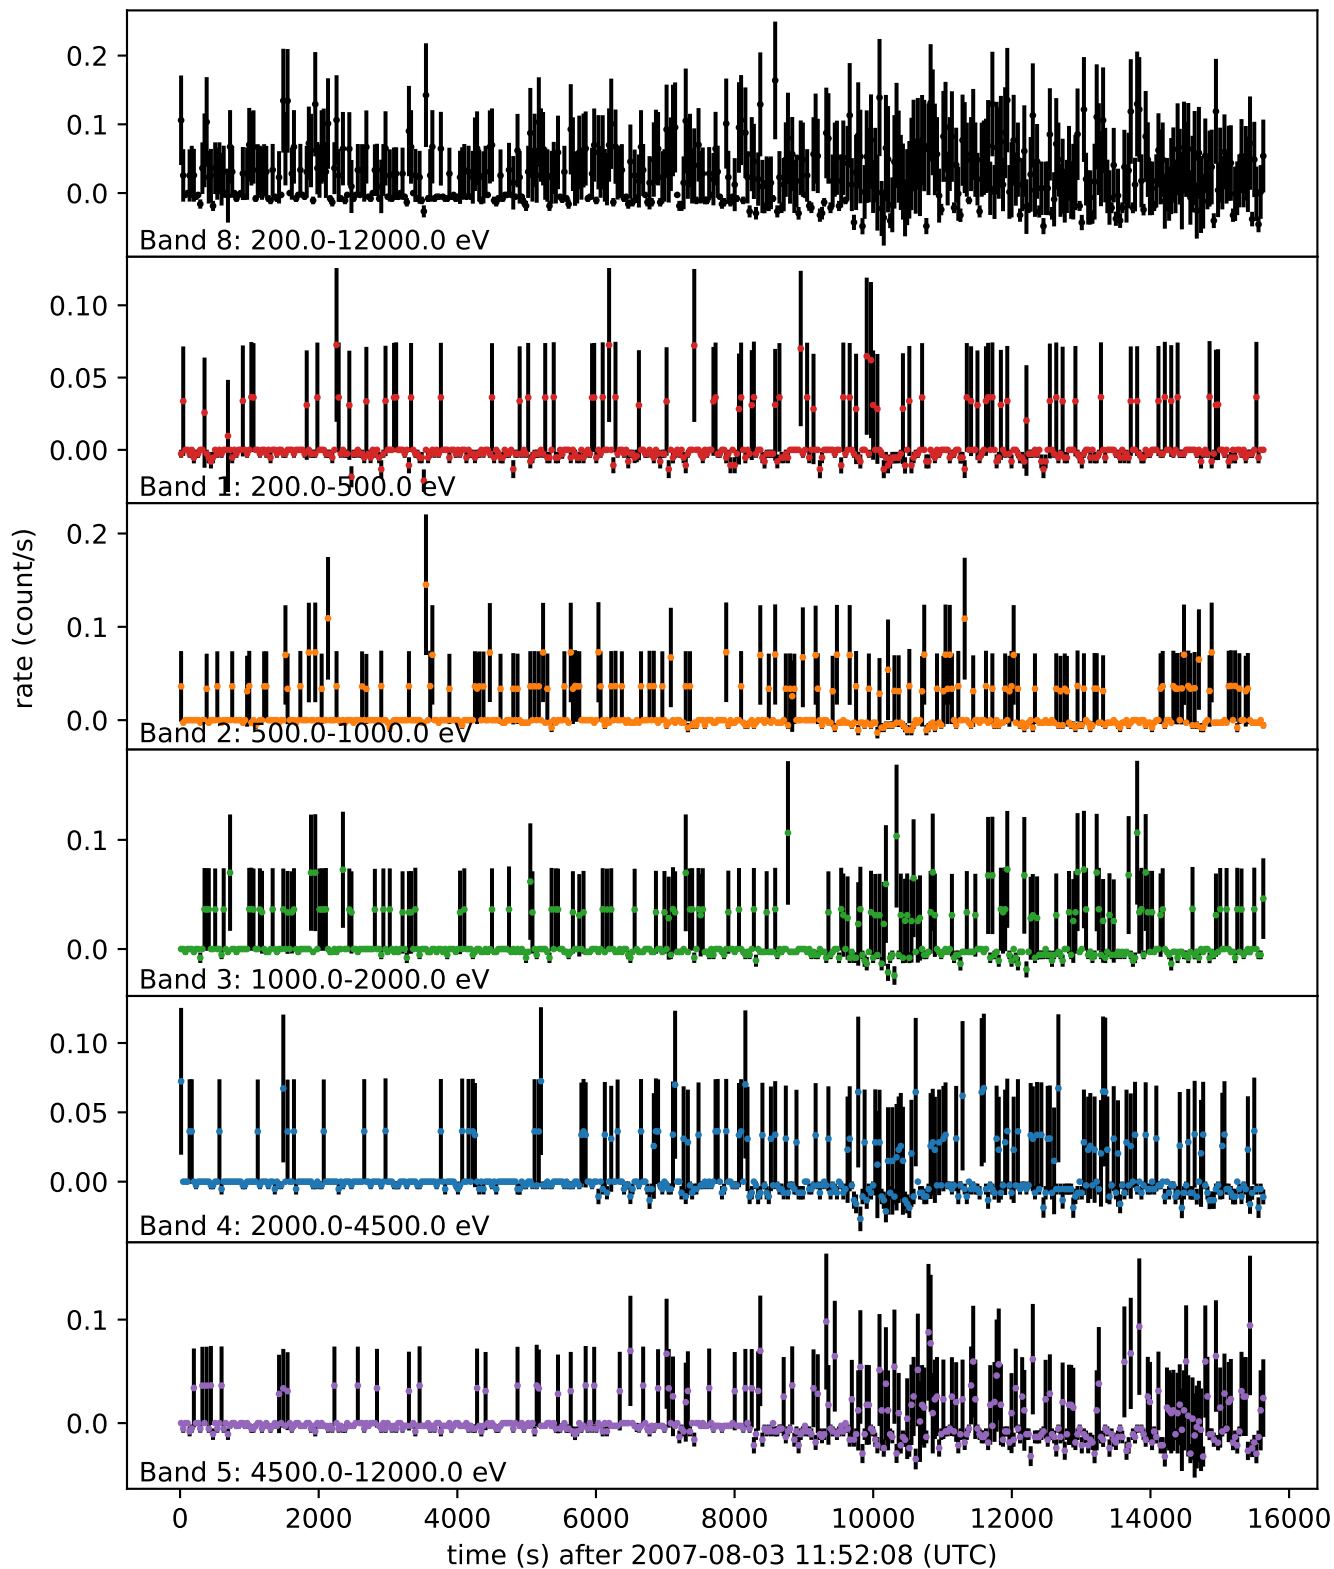 0.2
0.1
0.0
Band 8: 200.0-12000.0 eV
0.10
0.05
0.00
Band 1: 200.0-500.0 eV
rate (count/s)
0.2
0.1
0.0
Band 2: 500.0-1000.0 eV
0.1
0.0
Band 3: 1000.0-2000.0 eV
0.10
0.05
0.00
Band 4: 2000.0-4500.0 eV
0.1
0.0
Band 5: 4500.0-12000.0 eV
0 2000 4000 6000 8000 10000 12000 14000 16000
time (s) after 2007-08-03 11:52:08 (UTC)